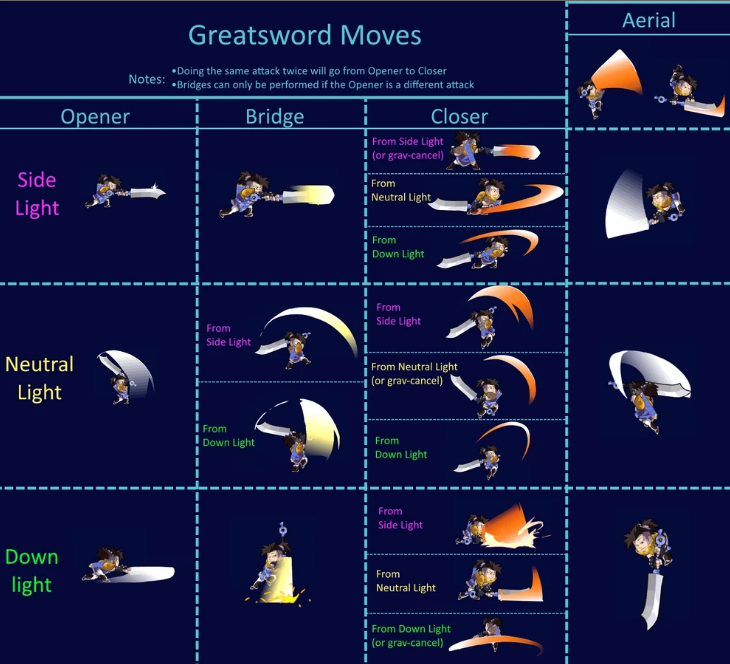 Greatsword Moves
Notes:
•Doing the same attack twice will go from Opener to Closer
•Bridges can only be performed if the Opener is a different attack
Aerial
Opener
Bridge
Closer
Side
Light
From Side Light
(or grav-cancel)
From
Neutral Light
From
Down Light
Neutral
Light
From
Side Light
From
Down Light
From
Side Light
From Neutral Light
(or grav-cancel)
From
Down Light
Down
light
From
Side Light
From
Neutral Light
From Down Light
(or grav-cancel)